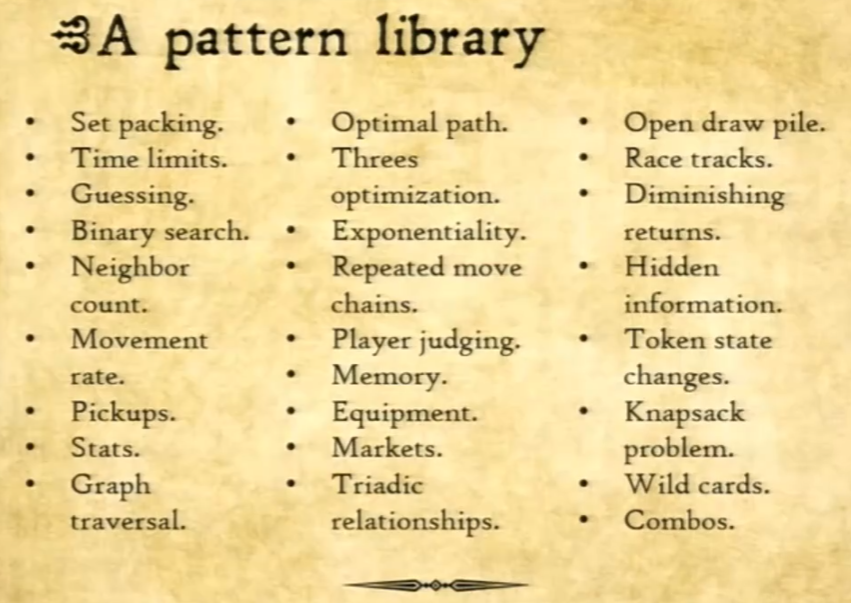 A pattern library
• Set packing.
• Time limits.
• Guessing.
• Binary search.
• Neighbor
count.
• Movement
rate.
• Pickups.
• Stats.
• Graph
traversal.
• Optimal path.
• Threes
optimization.
• Exponentiality.
• Repeated move
chains.
• Player judging.
• Memory.
• Equipment.
• Markets.
• Triadic
relationships.
• Open draw pile.
• Race tracks.
• Diminishing
returns.
• Hidden
information.
• Token state
changes.
• Knapsack
problem.
• Wild cards.
• Combos.